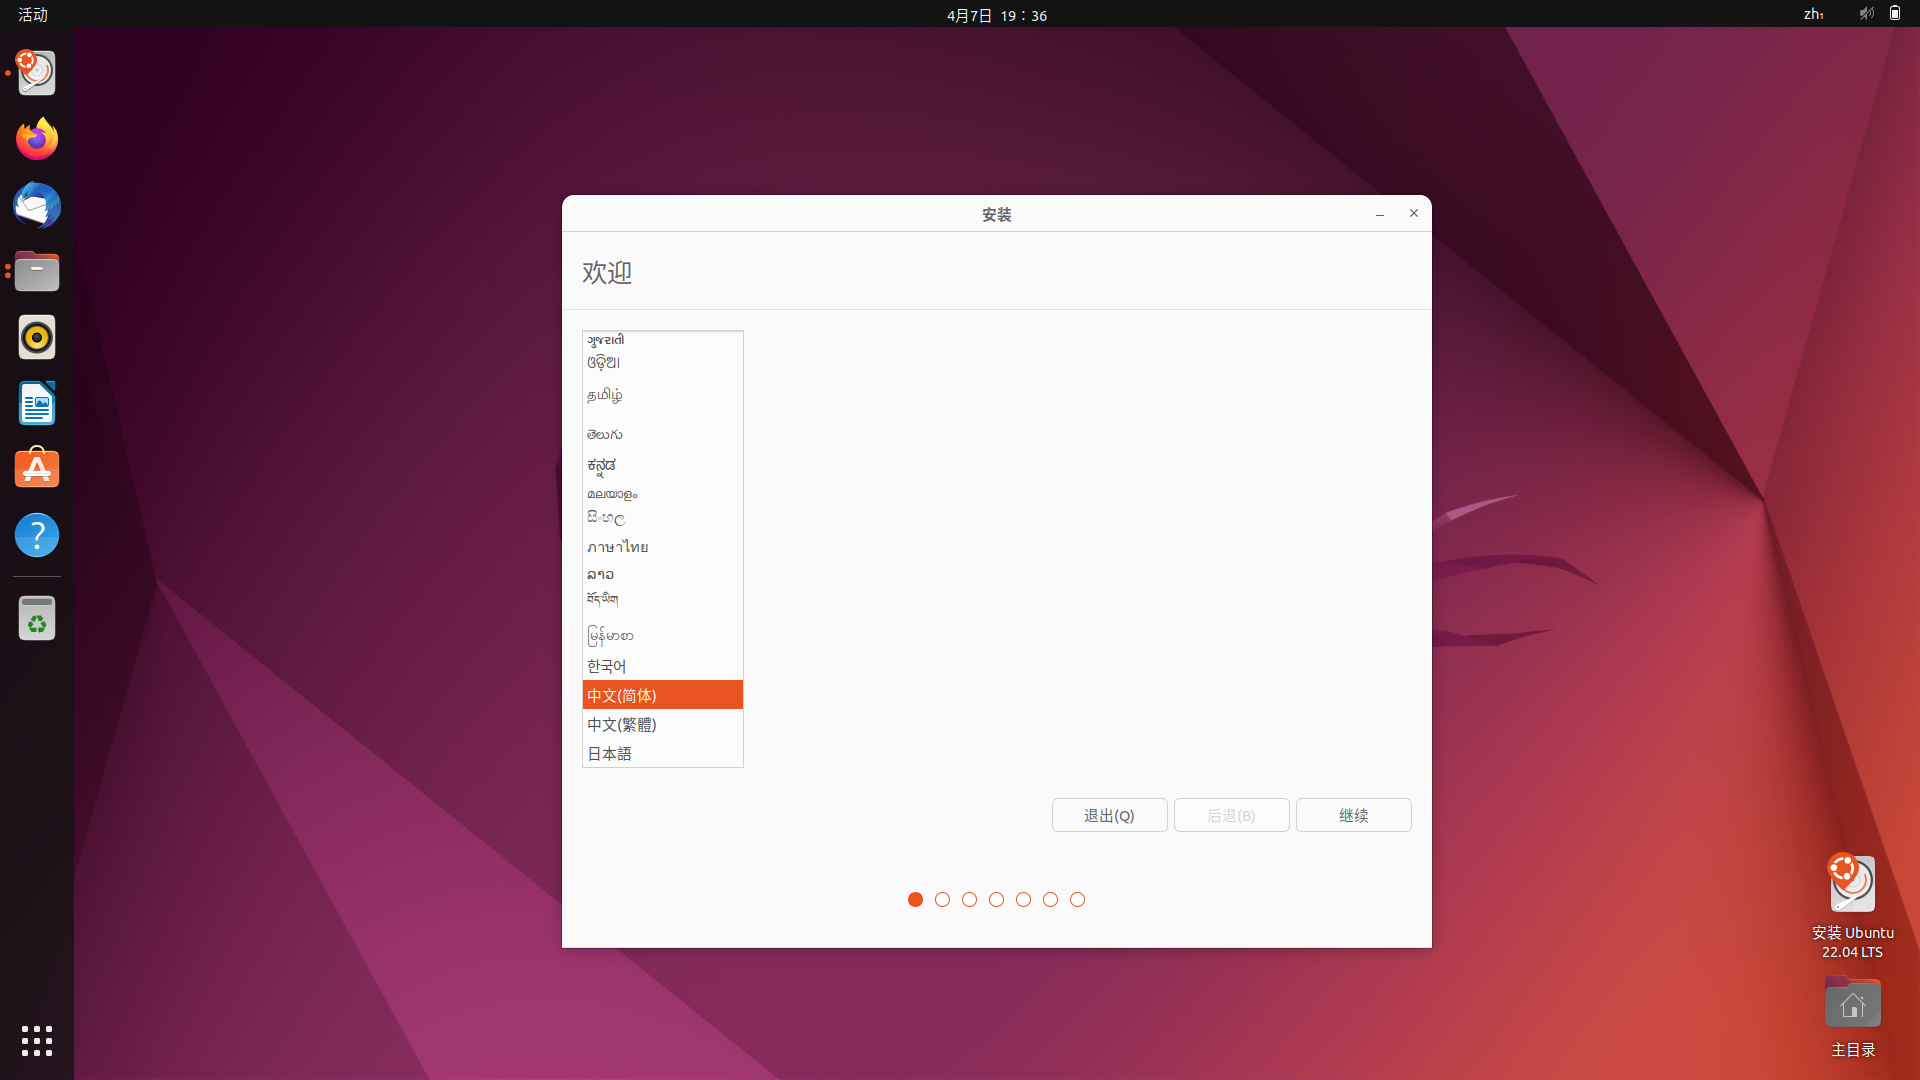 活动
4月7日 19：36
zh₁
安装
欢迎
ગુજરાતી
ଓଡ଼ିଆ
தமிழ்
తెలుగు
ಕನ್ನಡ
മലയാളം
සිංහල
ภาษาไทย
ລາວ
བོད་ཡིག
မြန်မာစာ
한국어
中文(简体)
中文(繁體)
日本語
退出(Q)
后退(B)
继续
安装 Ubuntu
22.04 LTS
主目录